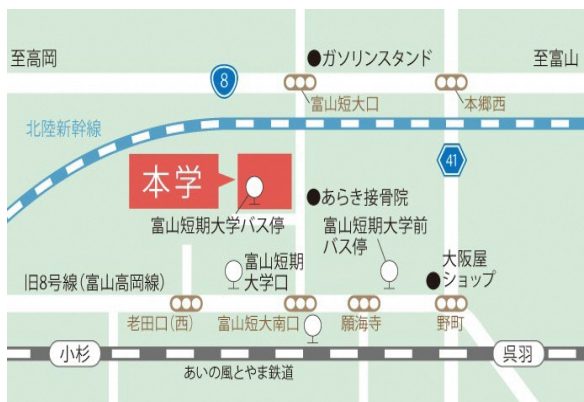 至高岡
ガソリンスタンド
至富山
8
富山短大口
本郷西
北陸新幹線
41
本学
あらき接骨院
富山短期大学バス停
富山短期大学前
バス停
富山短期
大学口
大阪屋
ショップ
旧8号線(富山高岡線)
老田口(西)
富山短大南口
願海寺
野町
小杉
呉羽
あいの風とやま鉄道